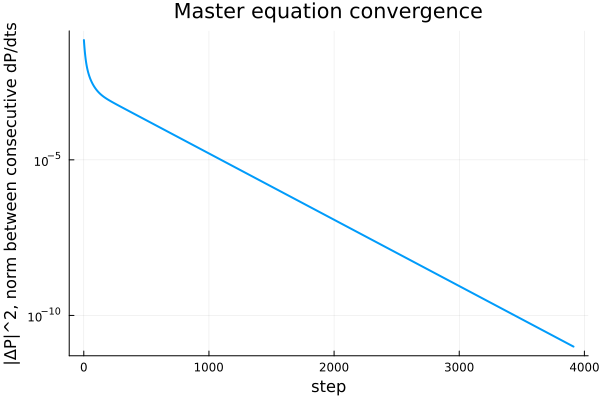 Master equation convergence
|ΔP|^2, norm between consecutive dP/dts
10⁻⁵
10⁻¹⁰
0
1000
2000
3000
4000
step